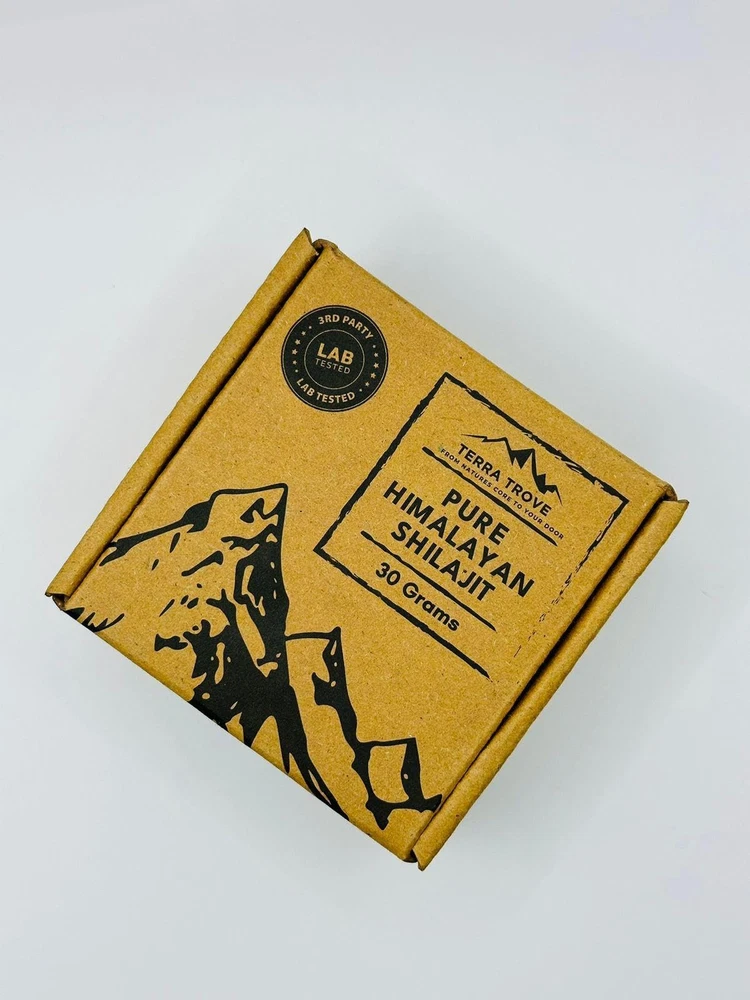 3RD PARTY
LAB
TESTED
LAB TESTED
TERRA TROVE
FROM NATURES CORE TO YOUR DOOR
PURE
HIMALAYAN
SHILAJIT
30 Grams